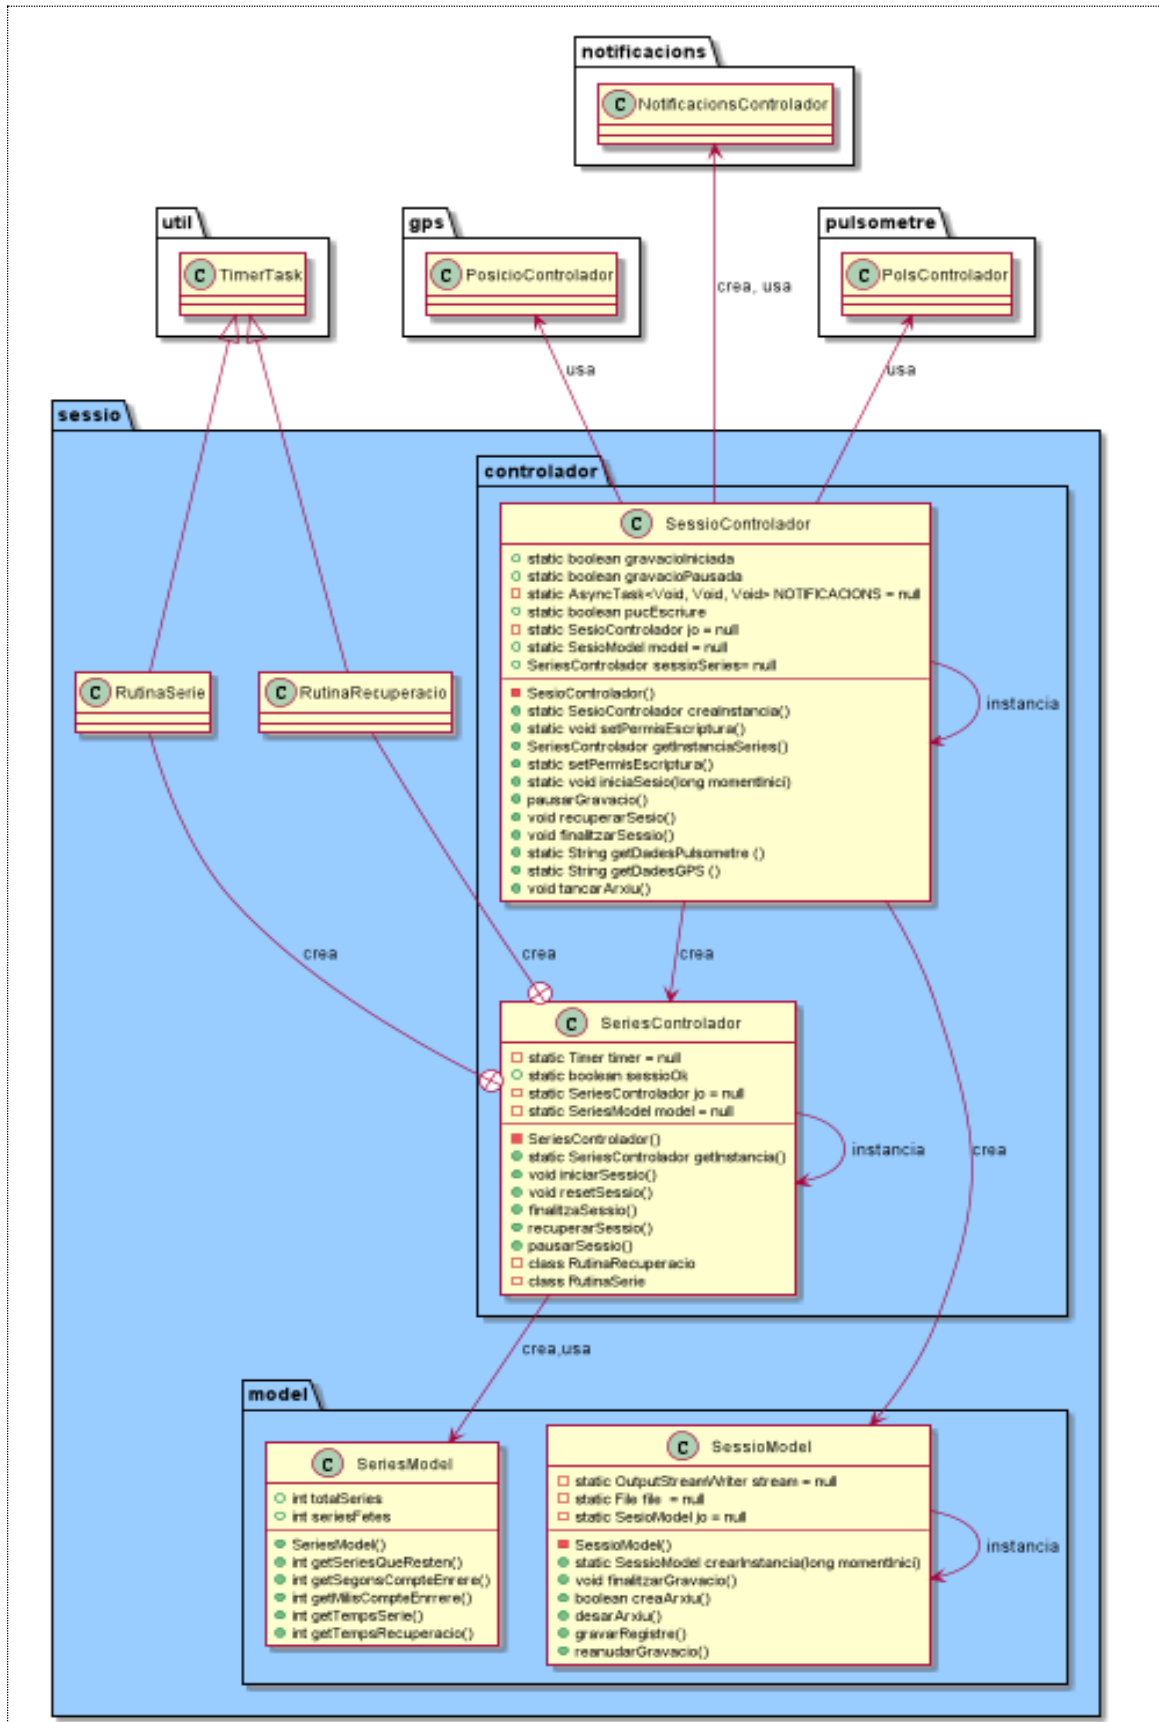 notificacions
C NotificacionsControlador
util
C TimerTask
gps
C PosicioControlador
pulsometre
C PolsControlador
crea, usa
usa
usa
sessio
controlador
C SessioControlador
static boolean gravacioIniciada
static boolean gravacioPausada
static AsyncTask<Void, Void, Void> NOTIFICACIONS = null
static boolean pucEscriure
static SesioControlador jo = null
static SesioModel model = null
SeriesControlador sessioSeries= null
SesioControlador()
static SesioControlador creaInstancia()
static void setPermisEscriptura()
SeriesControlador getInstanciaSeries()
static setPermisEscriptura()
static void iniciaSesio(long momentInici)
pausarGravacio()
void recuperarSesio()
void finalitzarSessio()
static String getDadesPulsometre ()
static String getDadesGPS ()
void tancarArxiu()
instancia
C RutinaSerie
C RutinaRecuperacio
crea
crea
crea
C SeriesControlador
static Timer timer = null
static boolean sessioOk
static SeriesControlador jo = null
static SeriesModel model = null
SeriesControlador()
static SeriesControlador getInstancia()
void iniciarSessio()
void resetSessio()
finalitzaSessio()
recuperarSessio()
pausarSessio()
class RutinaRecuperacio
class RutinaSerie
instancia
crea
crea,usa
model
C SeriesModel
int totalSeries
int seriesFetes
SeriesModel()
int getSeriesQueResten()
int getSegonsCompteEnrere()
int getMilisCompteEnrrere()
int getTempsSerie()
int getTempsRecuperacio()
C SessioModel
static OutputStreamWriter stream = null
static File file = null
static SesioModel jo = null
SessioModel()
static SessioModel crearInstancia(long momentInici)
void finalitzarGravacio()
boolean creaArxiu()
desarArxiu()
gravarRegistre()
reanudarGravacio()
instancia